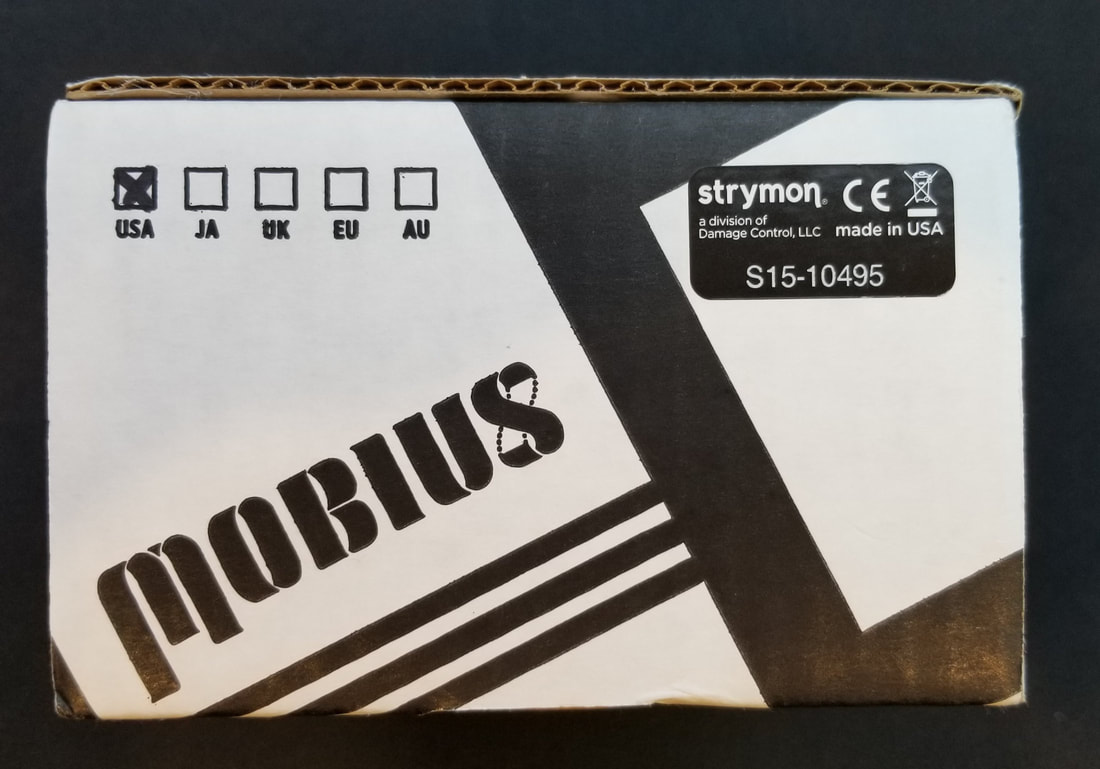 USA JA UK EU AU
strymon®
CE
a division of
Damage Control, LLC
made in USA
S15-10495
MOBIUS